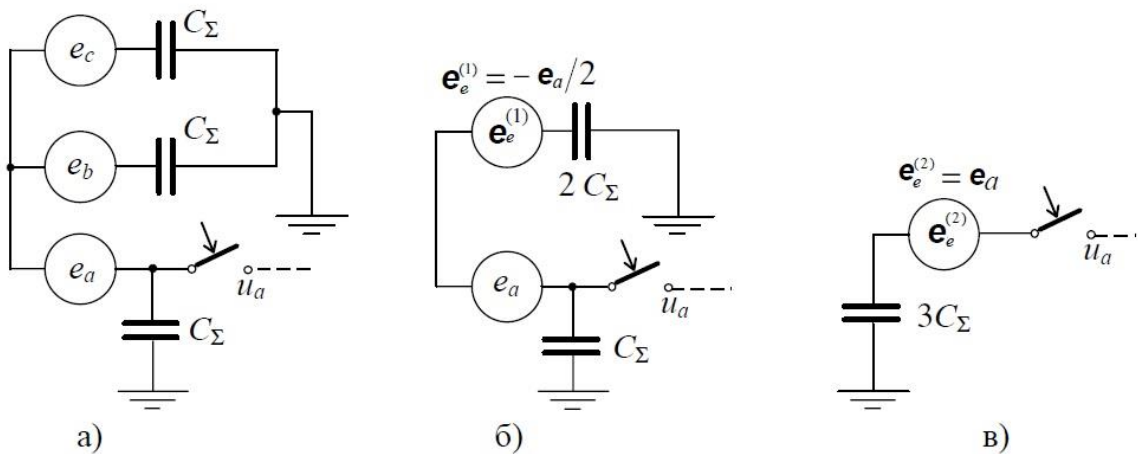 C_Σ
e_c
C_Σ
e_b
e_a
u_a
C_Σ
а)
e_e^(1) = − e_a/2
e_e^(1)
2 C_Σ
e_a
u_a
C_Σ
б)
e_e^(2) = e_a
e_e^(2)
u_a
3C_Σ
в)